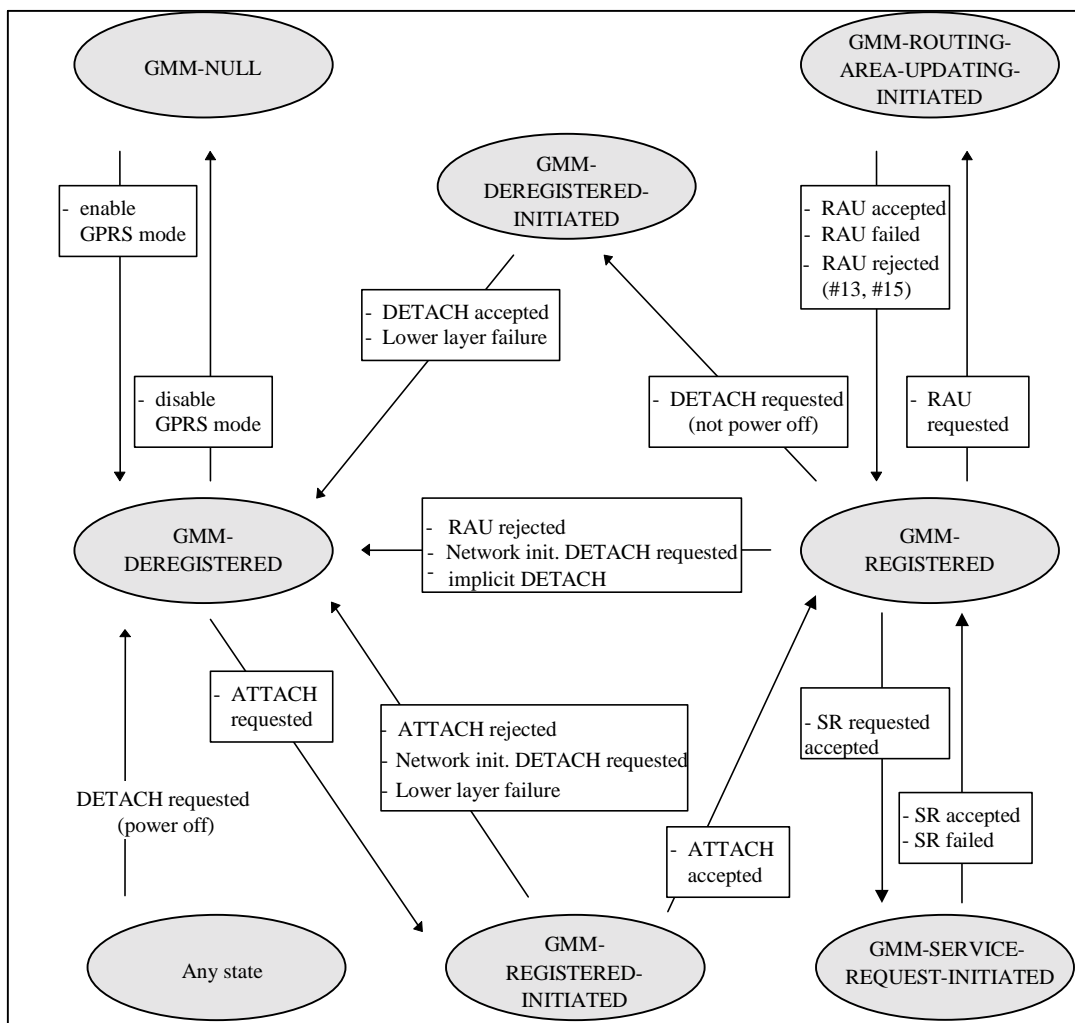 GMM-NULL
GMM-ROUTING-
AREA-UPDATING-
INITIATED
GMM-
DEREGISTERED-
INITIATED
- enable
GPRS mode
- RAU accepted
- RAU failed
- RAU rejected
(#13, #15)
- DETACH accepted
- Lower layer failure
- disable
GPRS mode
- DETACH requested
(not power off)
- RAU
requested
GMM-
DEREGISTERED
- RAU rejected
- Network init. DETACH requested
- implicit DETACH
GMM-
REGISTERED
- ATTACH
requested
- ATTACH rejected
- Network init. DETACH requested
- Lower layer failure
- SR requested
accepted
DETACH requested
(power off)
- ATTACH
accepted
- SR accepted
- SR failed
Any state
GMM-
REGISTERED-
INITIATED
GMM-SERVICE-
REQUEST-INITIATED